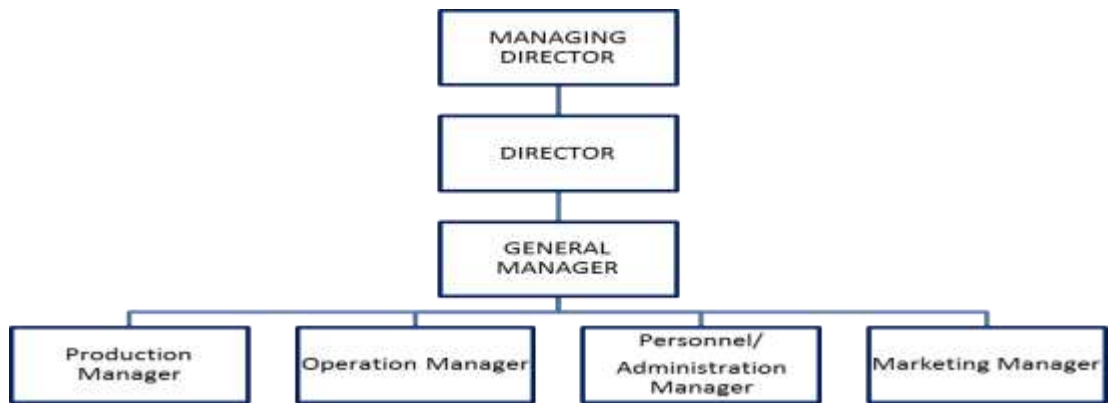 MANAGING
DIRECTOR
DIRECTOR
GENERAL
MANAGER
Production
Manager
Operation Manager
Personnel/
Administration
Manager
Marketing Manager